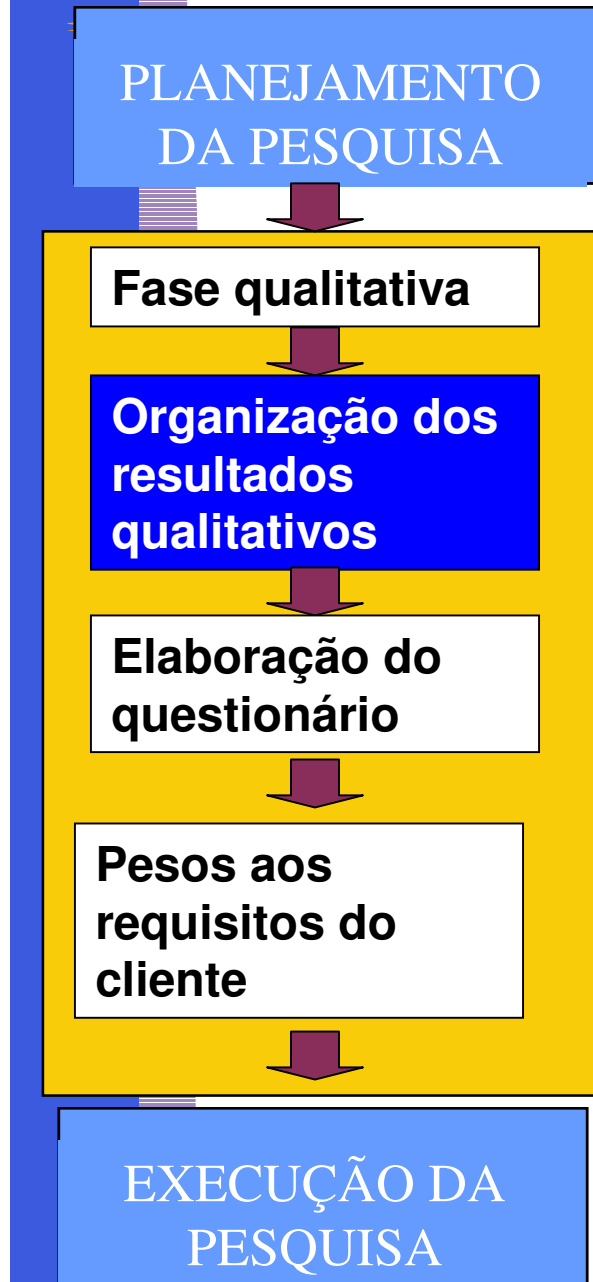 PLANEJAMENTO
DA PESQUISA
Fase qualitativa
Organização dos
resultados
qualitativos
Elaboração do
questionário
Pesos aos
requisitos do
cliente
EXECUÇÃO DA
PESQUISA